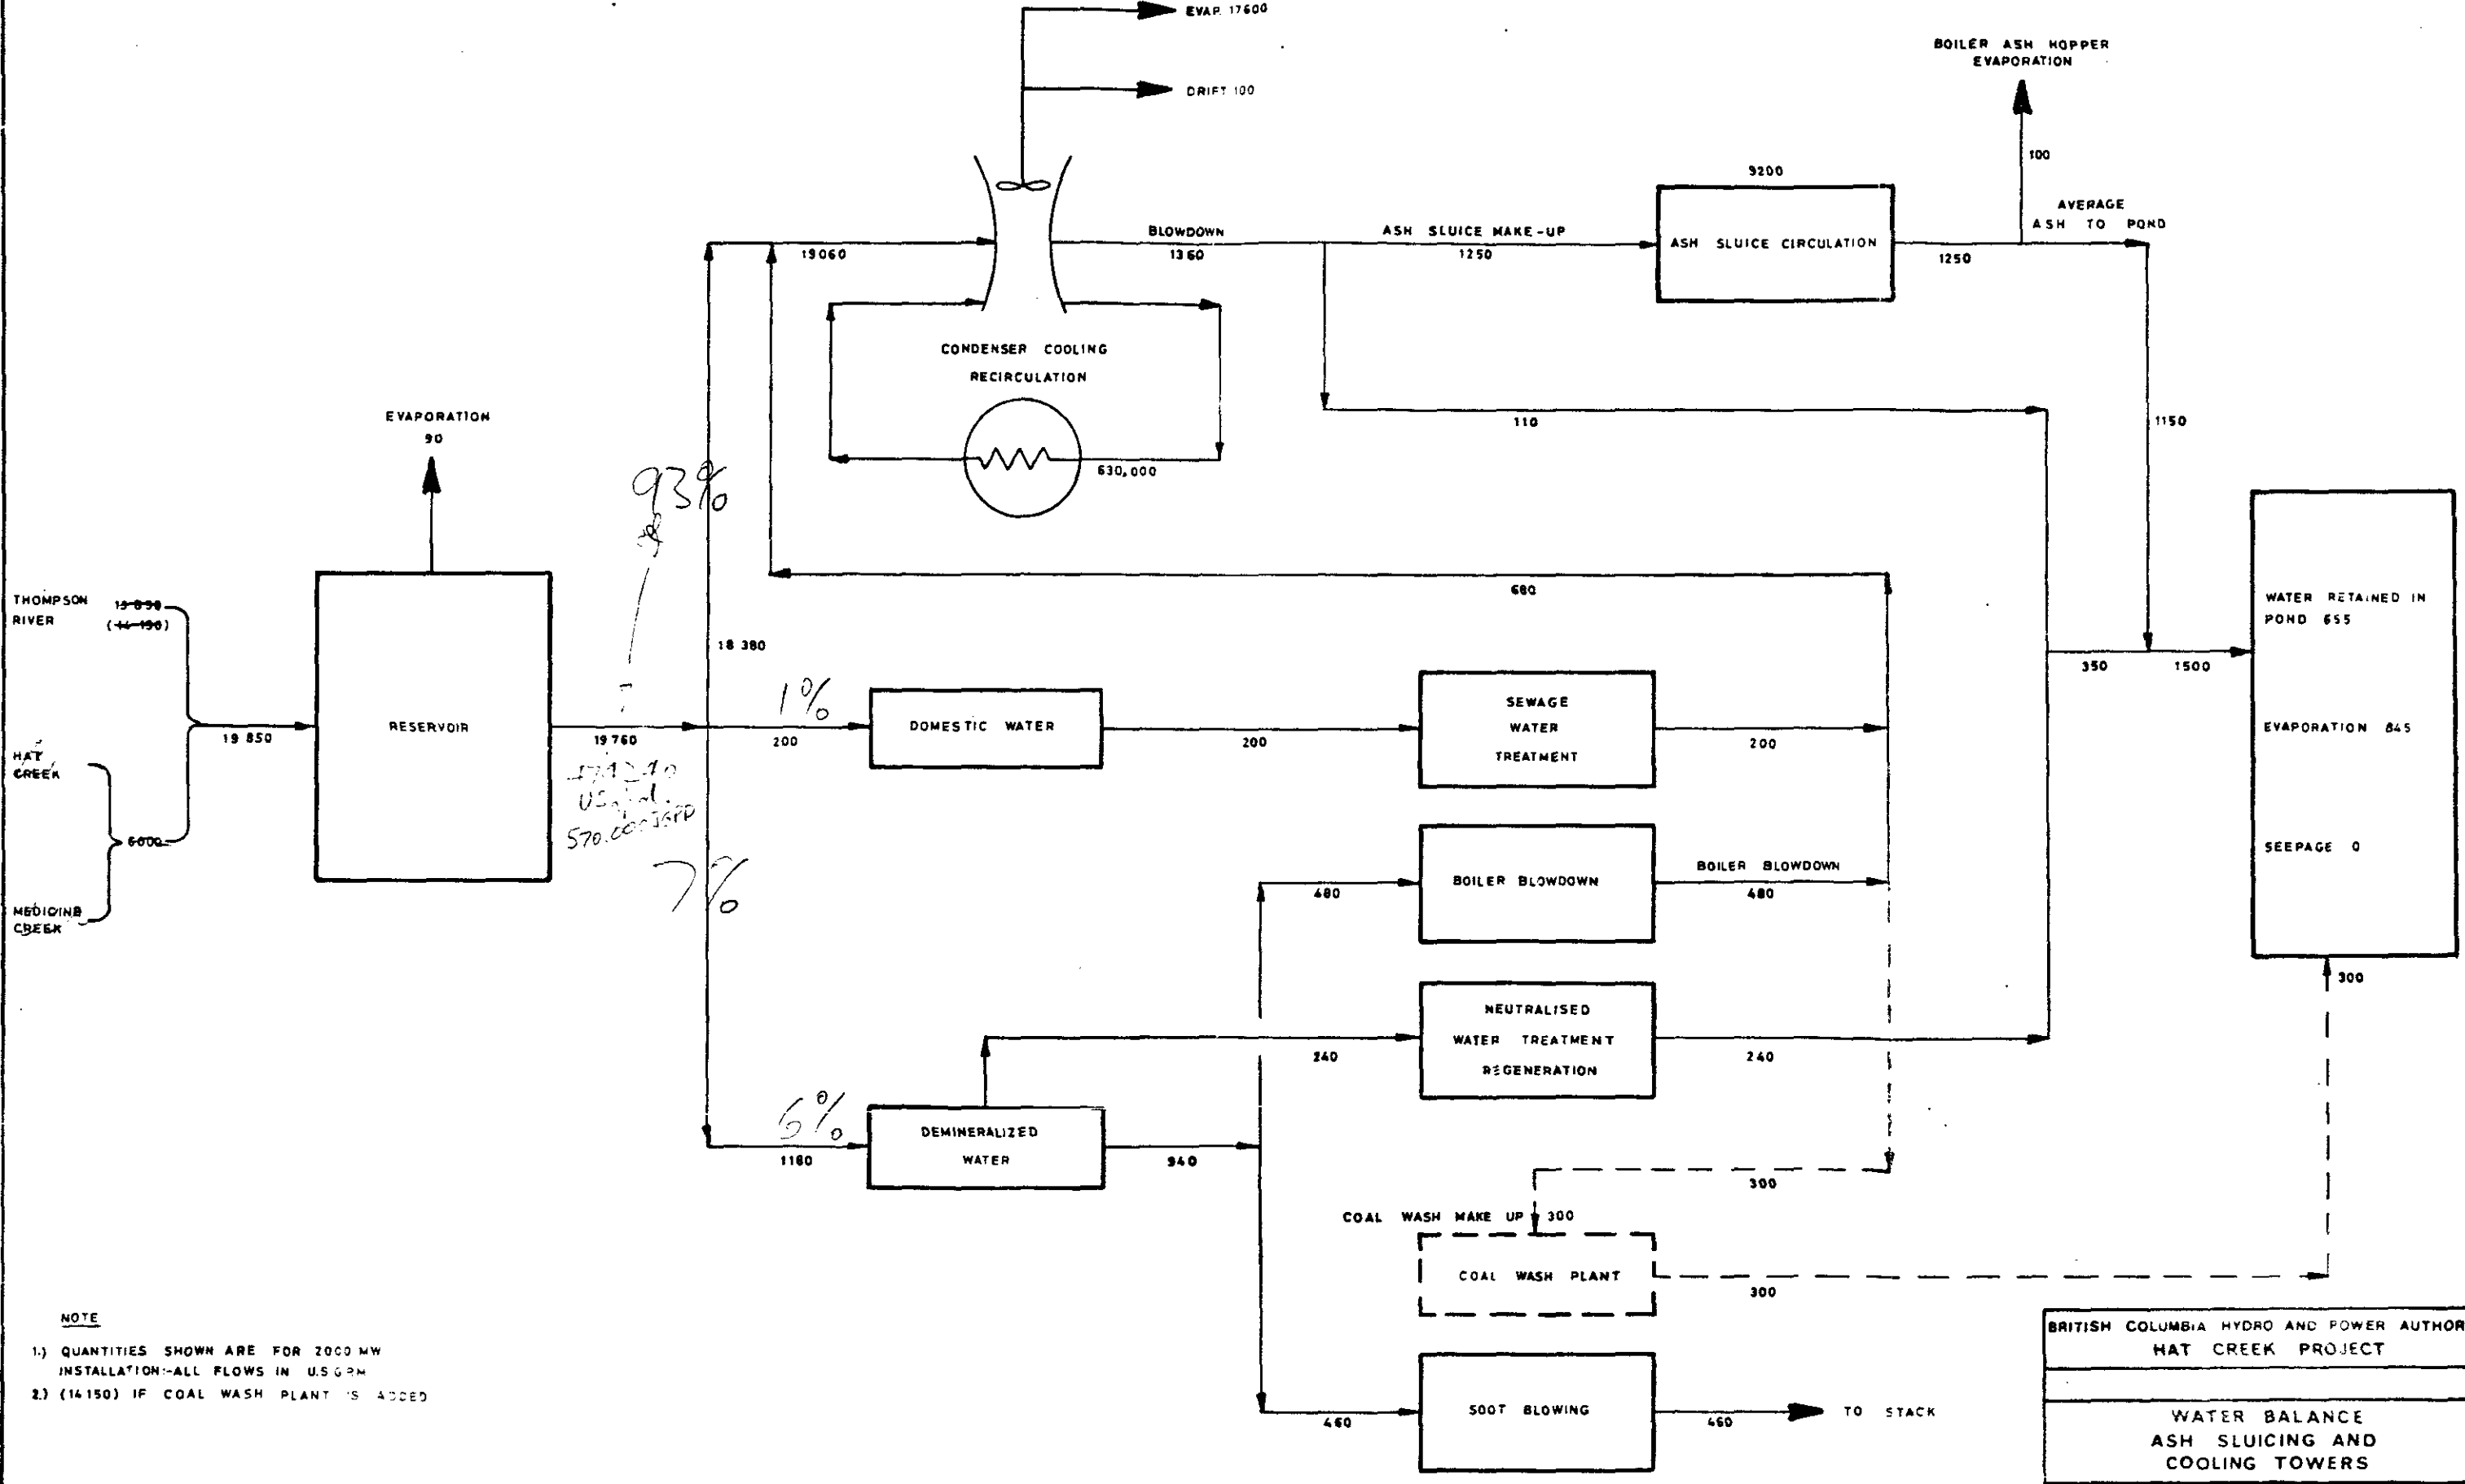 EVAP. 17600
DRIFT 100
BOILER ASH HOPPER
EVAPORATION
100
9200
ASH SLUICE CIRCULATION
AVERAGE
ASH TO POND
1250
19060
BLOWDOWN
1360
ASH SLUICE MAKE-UP
1250
CONDENSER COOLING
RECIRCULATION
630,000
110
1150
EVAPORATION
90
93%
680
THOMPSON
RIVER
HAT
CREEK
6000
MEDICINE
CREEK
19 850
RESERVOIR
19 760
7%
18 380
1%
200
DOMESTIC WATER
200
SEWAGE
WATER
TREATMENT
200
350
1500
WATER RETAINED IN
POND 655
EVAPORATION 845
SEEPAGE 0
300
480
BOILER BLOWDOWN
BOILER BLOWDOWN
480
240
NEUTRALISED
WATER TREATMENT
REGENERATION
240
6%
1180
DEMINERALIZED
WATER
940
300
COAL WASH MAKE UP 300
COAL WASH PLANT
300
460
SOOT BLOWING
460
TO STACK
NOTE
1.) QUANTITIES SHOWN ARE FOR 2000 MW
INSTALLATION:-ALL FLOWS IN U.S.G.P.M
2.) (14150) IF COAL WASH PLANT IS ADDED
BRITISH COLUMBIA HYDRO AND POWER AUTHOR
HAT CREEK PROJECT
WATER BALANCE
ASH SLUICING AND
COOLING TOWERS